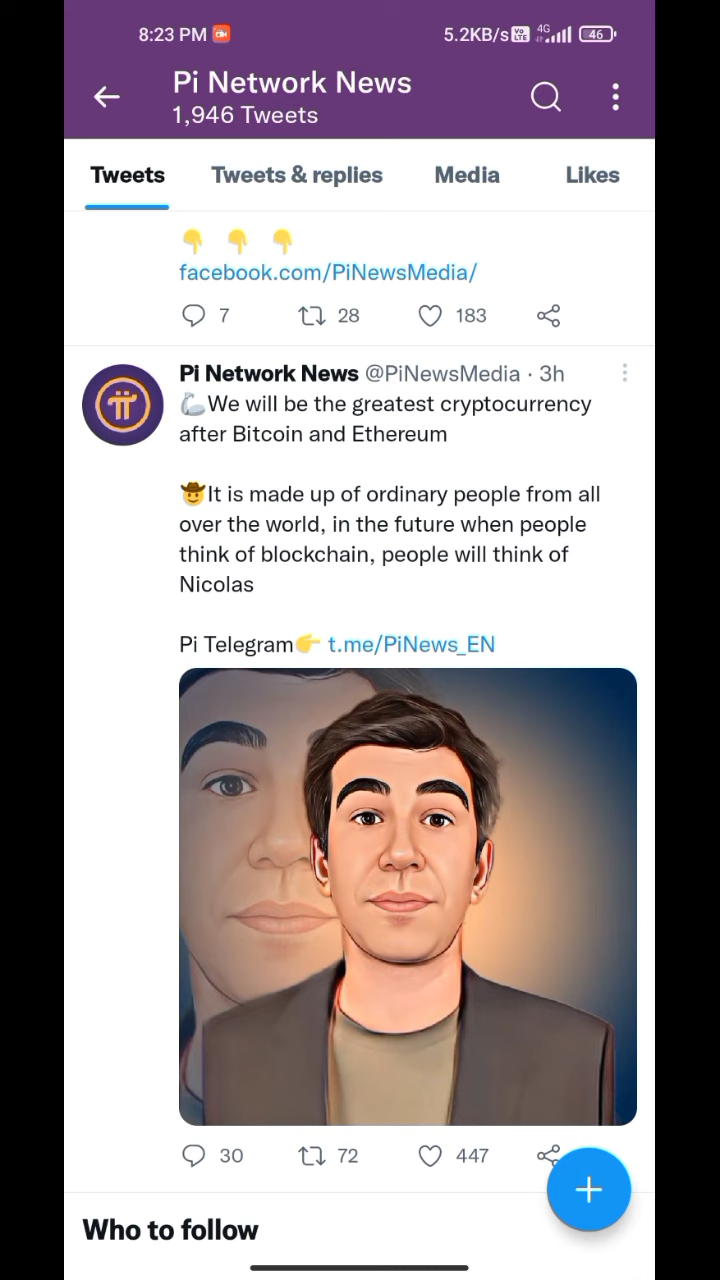 8:23 PM
5.2KB/s Vo LTE 4G 46
Pi Network News
1,946 Tweets
Tweets Tweets & replies Media Likes
👇 👇 👇
facebook.com/PiNewsMedia/
7 28 183
Pi Network News @PiNewsMedia · 3h
🦾We will be the greatest cryptocurrency
after Bitcoin and Ethereum
🤠It is made up of ordinary people from all
over the world, in the future when people
think of blockchain, people will think of
Nicolas
Pi Telegram👉 t.me/PiNews_EN
30 72 447
Who to follow